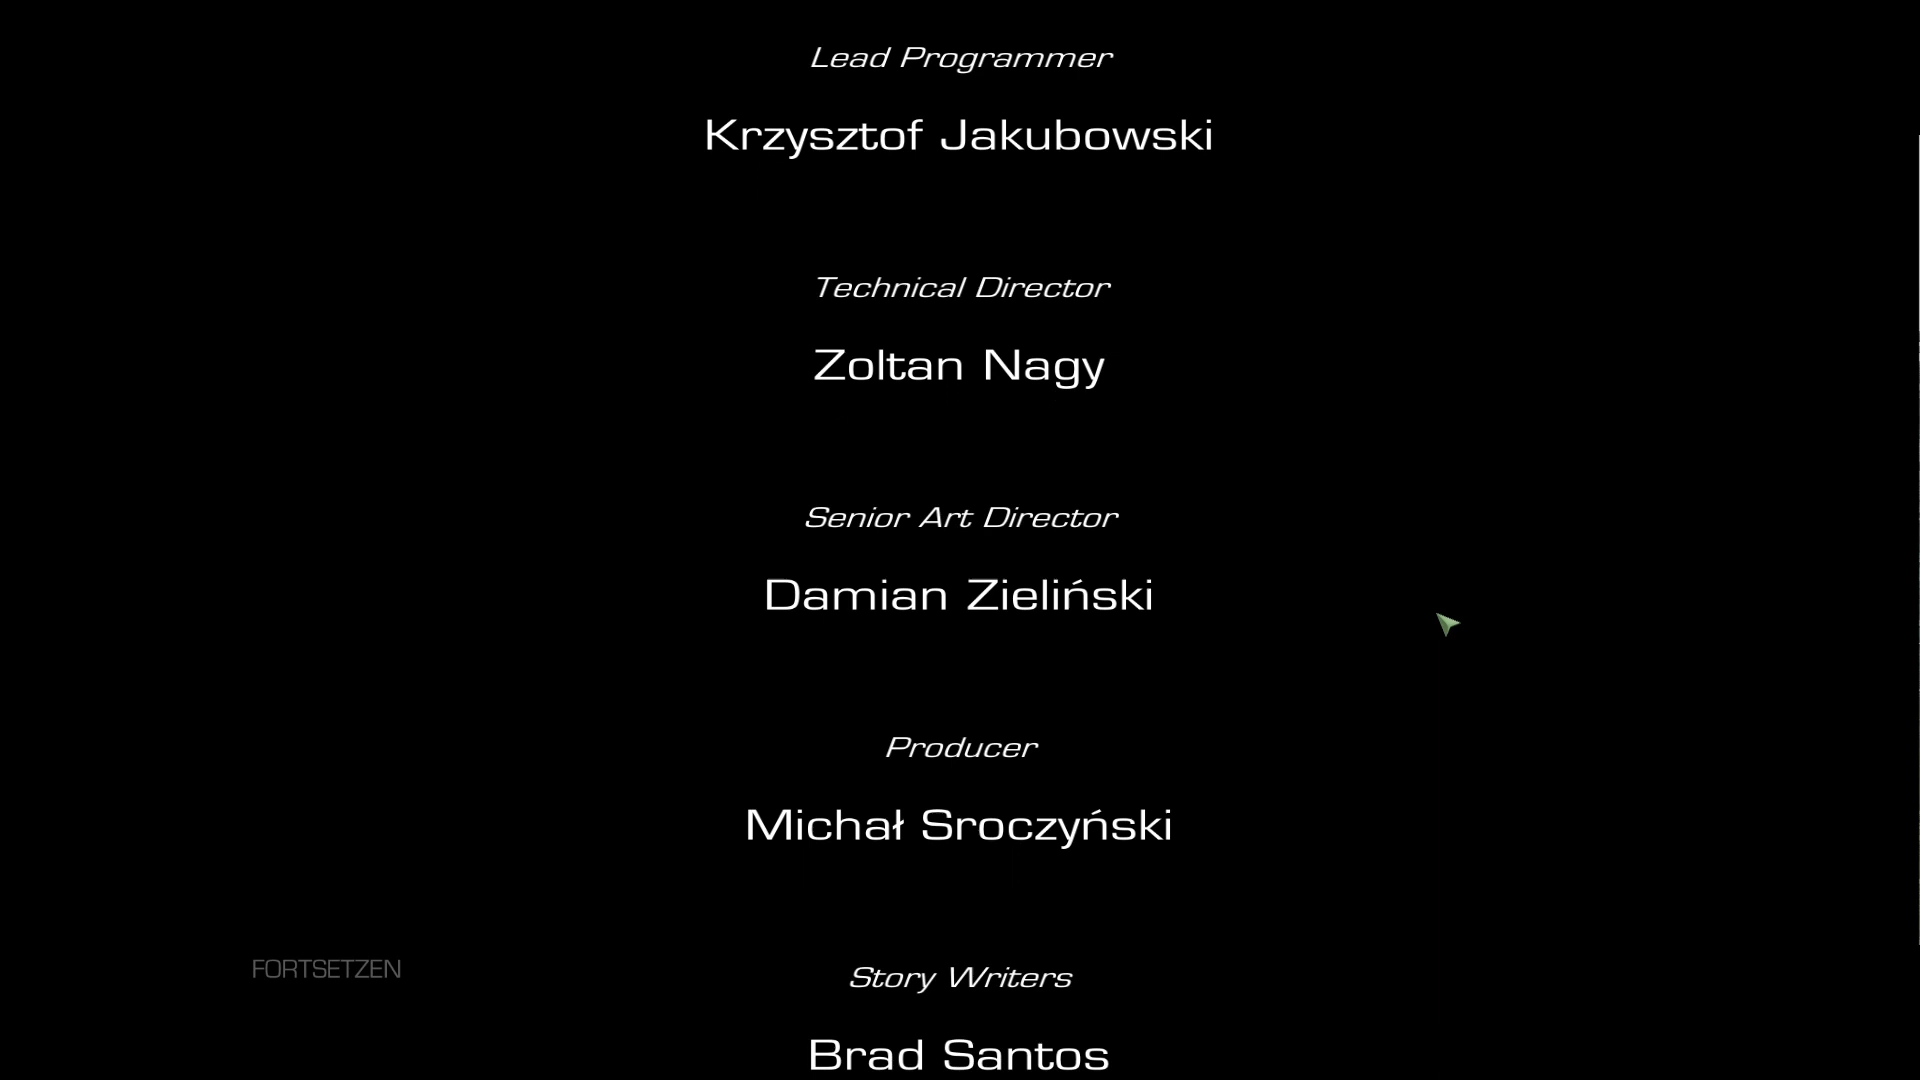 Lead Programmer
Krzysztof Jakubowski
Technical Director
Zoltan Nagy
Senior Art Director
Damian Zieliński
Producer
Michał Sroczyński
FORTSETZEN
Story Writers
Brad Santos